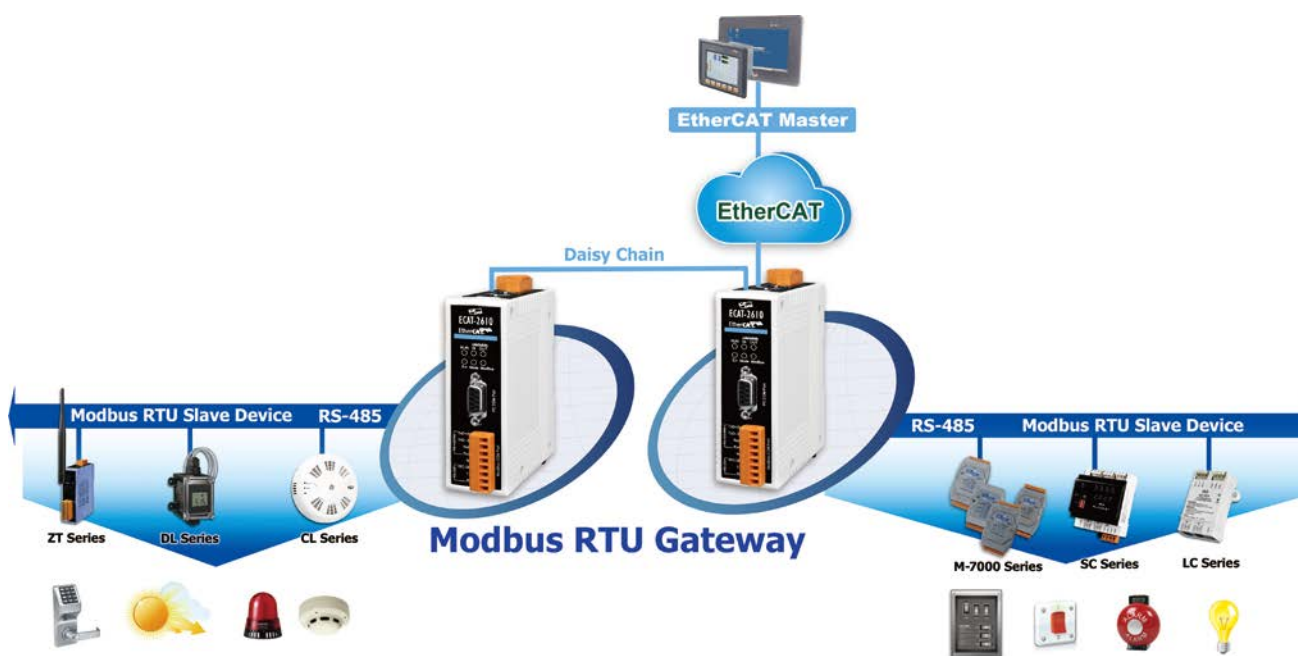 EtherCAT Master
EtherCAT
Daisy Chain
ECAT-2610
EtherCAT
ECAT-2610
EtherCAT
Modbus RTU Slave Device
RS-485
RS-485
Modbus RTU Slave Device
ZT Series
DL Series
CL Series
Modbus RTU Gateway
M-7000 Series
SC Series
LC Series
ALARM